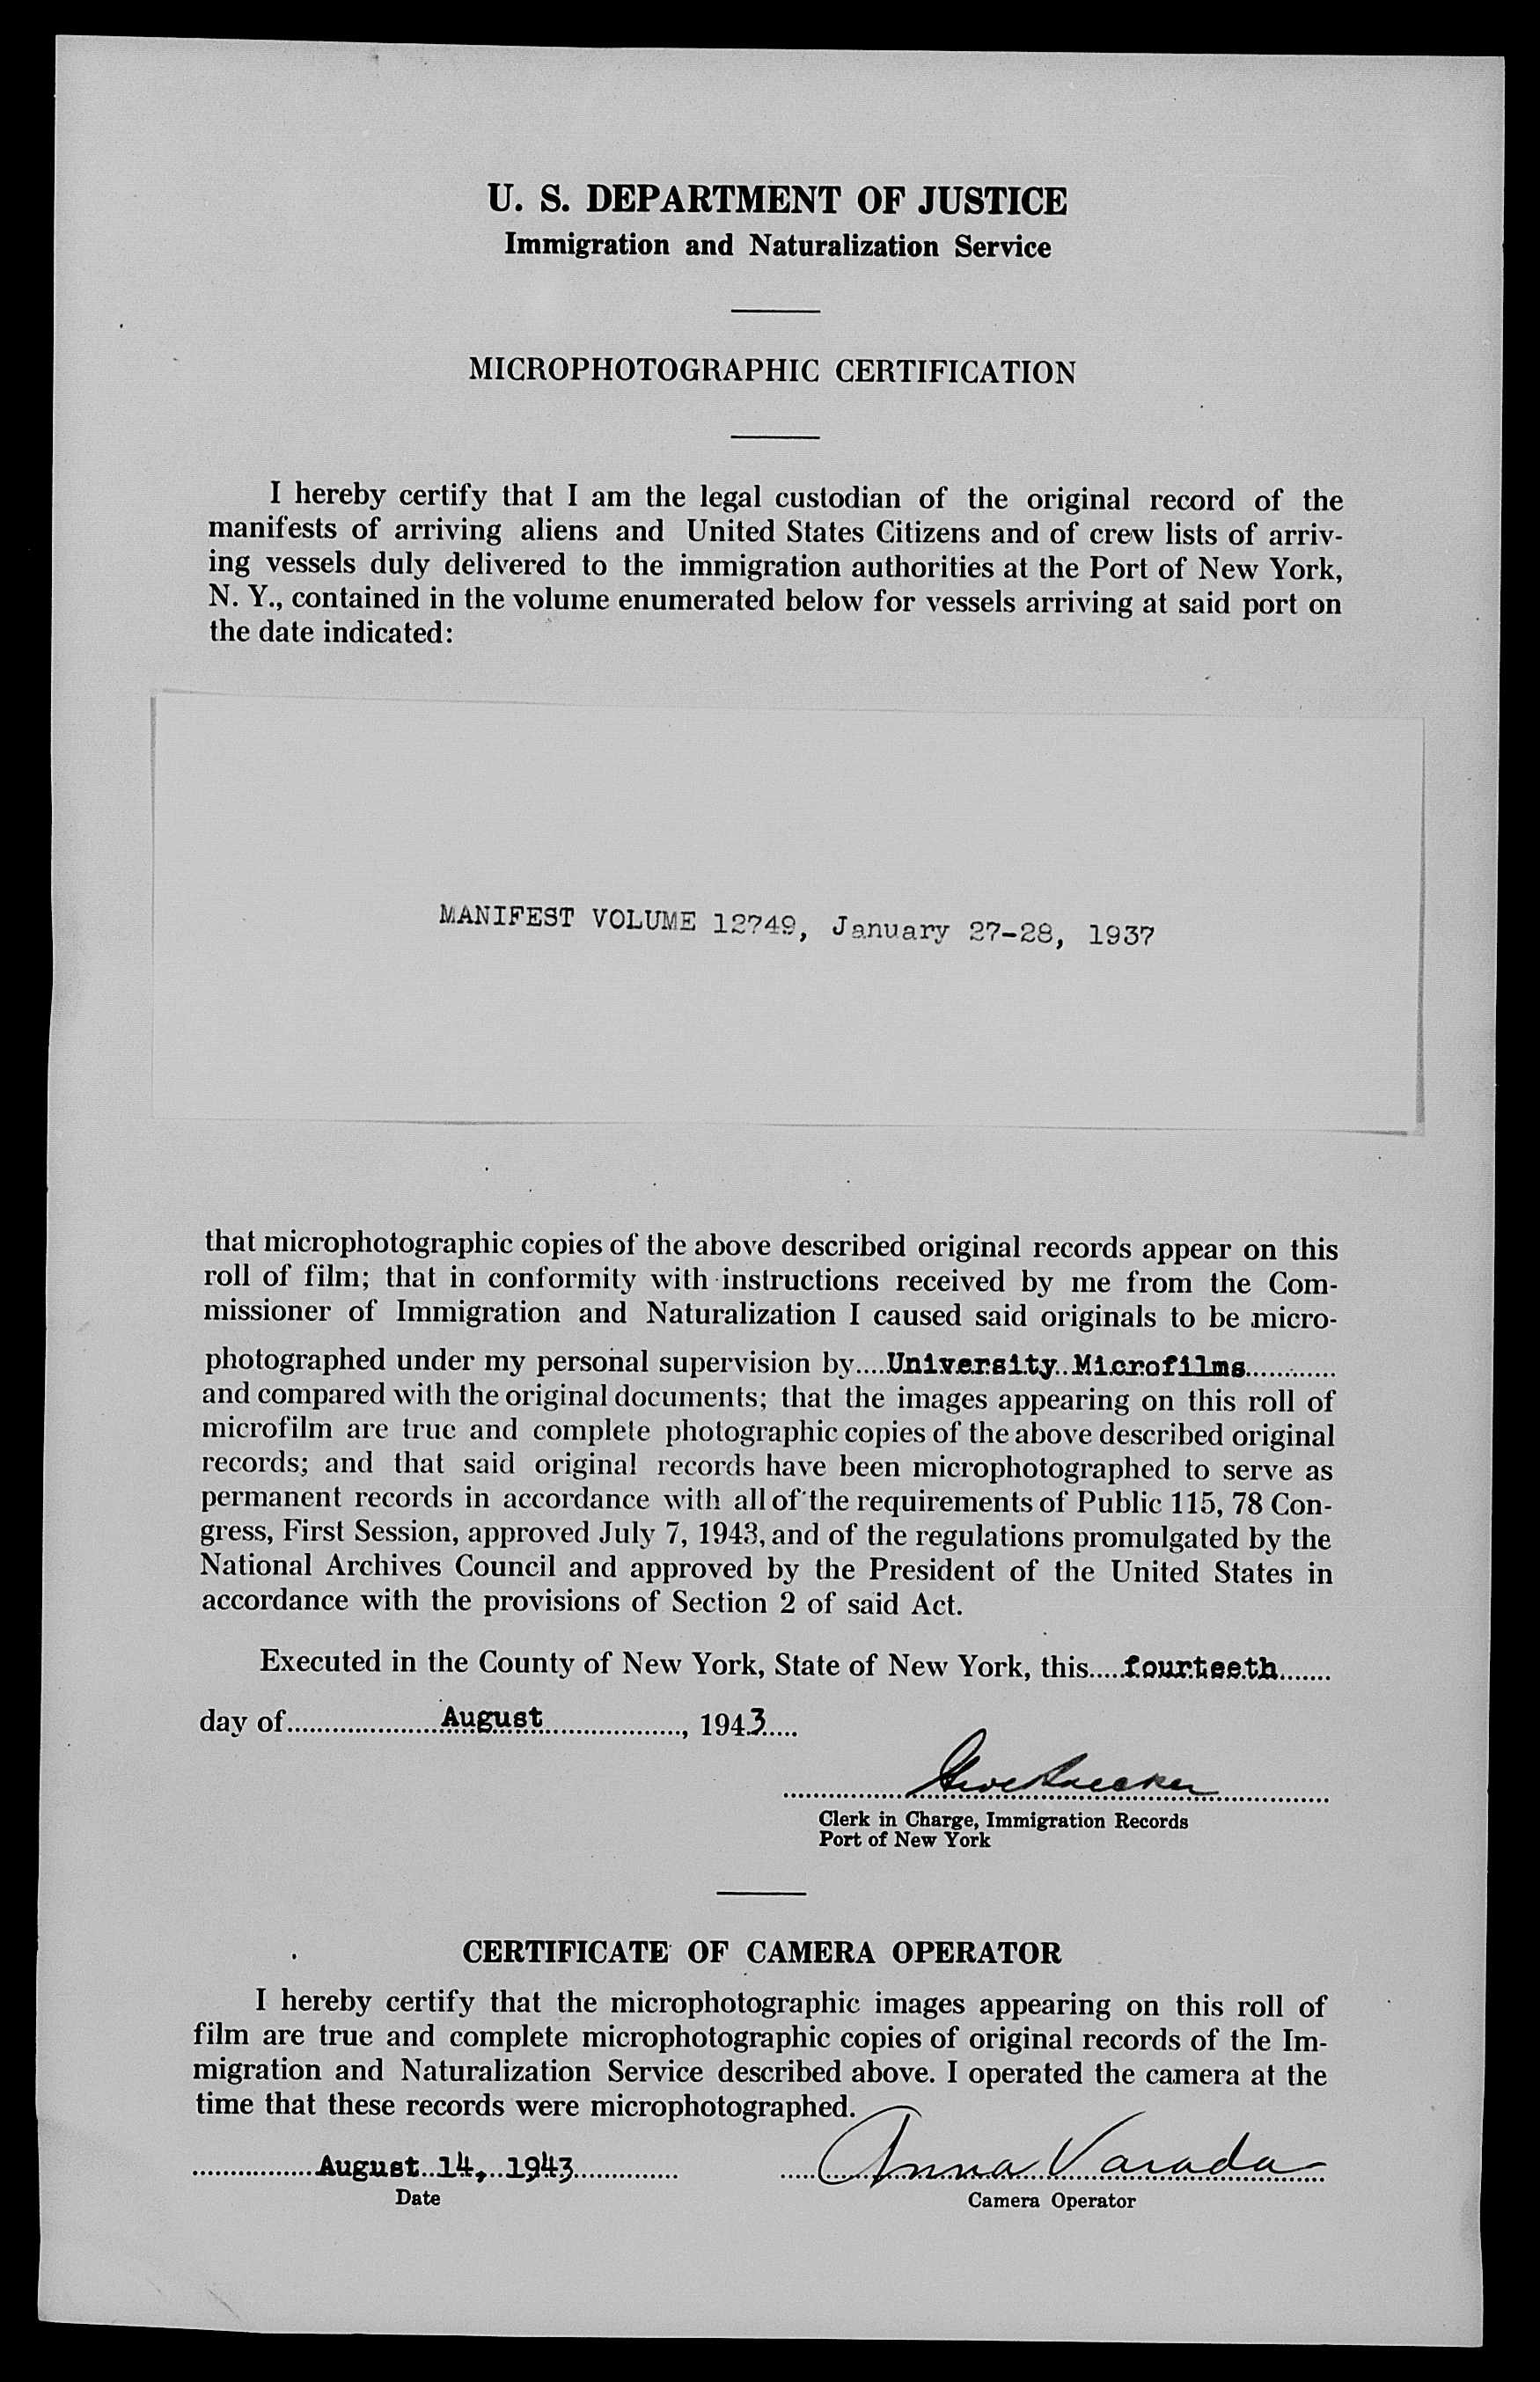 U. S. DEPARTMENT OF JUSTICE
Immigration and Naturalization Service
MICROPHOTOGRAPHIC CERTIFICATION
I hereby certify that I am the legal custodian of the original record of the
manifests of arriving aliens and United States Citizens and of crew lists of arriv-
ing vessels duly delivered to the immigration authorities at the Port of New York,
N. Y., contained in the volume enumerated below for vessels arriving at said port on
the date indicated:
MANIFEST VOLUME 12749, January 27-28, 1937
that microphotographic copies of the above described original records appear on this
roll of film; that in conformity with instructions received by me from the Com-
missioner of Immigration and Naturalization I caused said originals to be micro-
photographed under my personal supervision by....University Microfilms............
and compared with the original documents; that the images appearing on this roll of
microfilm are true and complete photographic copies of the above described original
records; and that said original records have been microphotographed to serve as
permanent records in accordance with all of the requirements of Public 115, 78 Con-
gress, First Session, approved July 7, 1943, and of the regulations promulgated by the
National Archives Council and approved by the President of the United States in
accordance with the provisions of Section 2 of said Act.
Executed in the County of New York, State of New York, this.....fourteeth.......
day of.....................August..................., 1943.....
Clerk in Charge, Immigration Records
Port of New York
CERTIFICATE OF CAMERA OPERATOR
I hereby certify that the microphotographic images appearing on this roll of
film are true and complete microphotographic copies of original records of the Im-
migration and Naturalization Service described above. I operated the camera at the
time that these records were microphotographed.
.................August 14, 1943.............. Anna Varada
Date Camera Operator